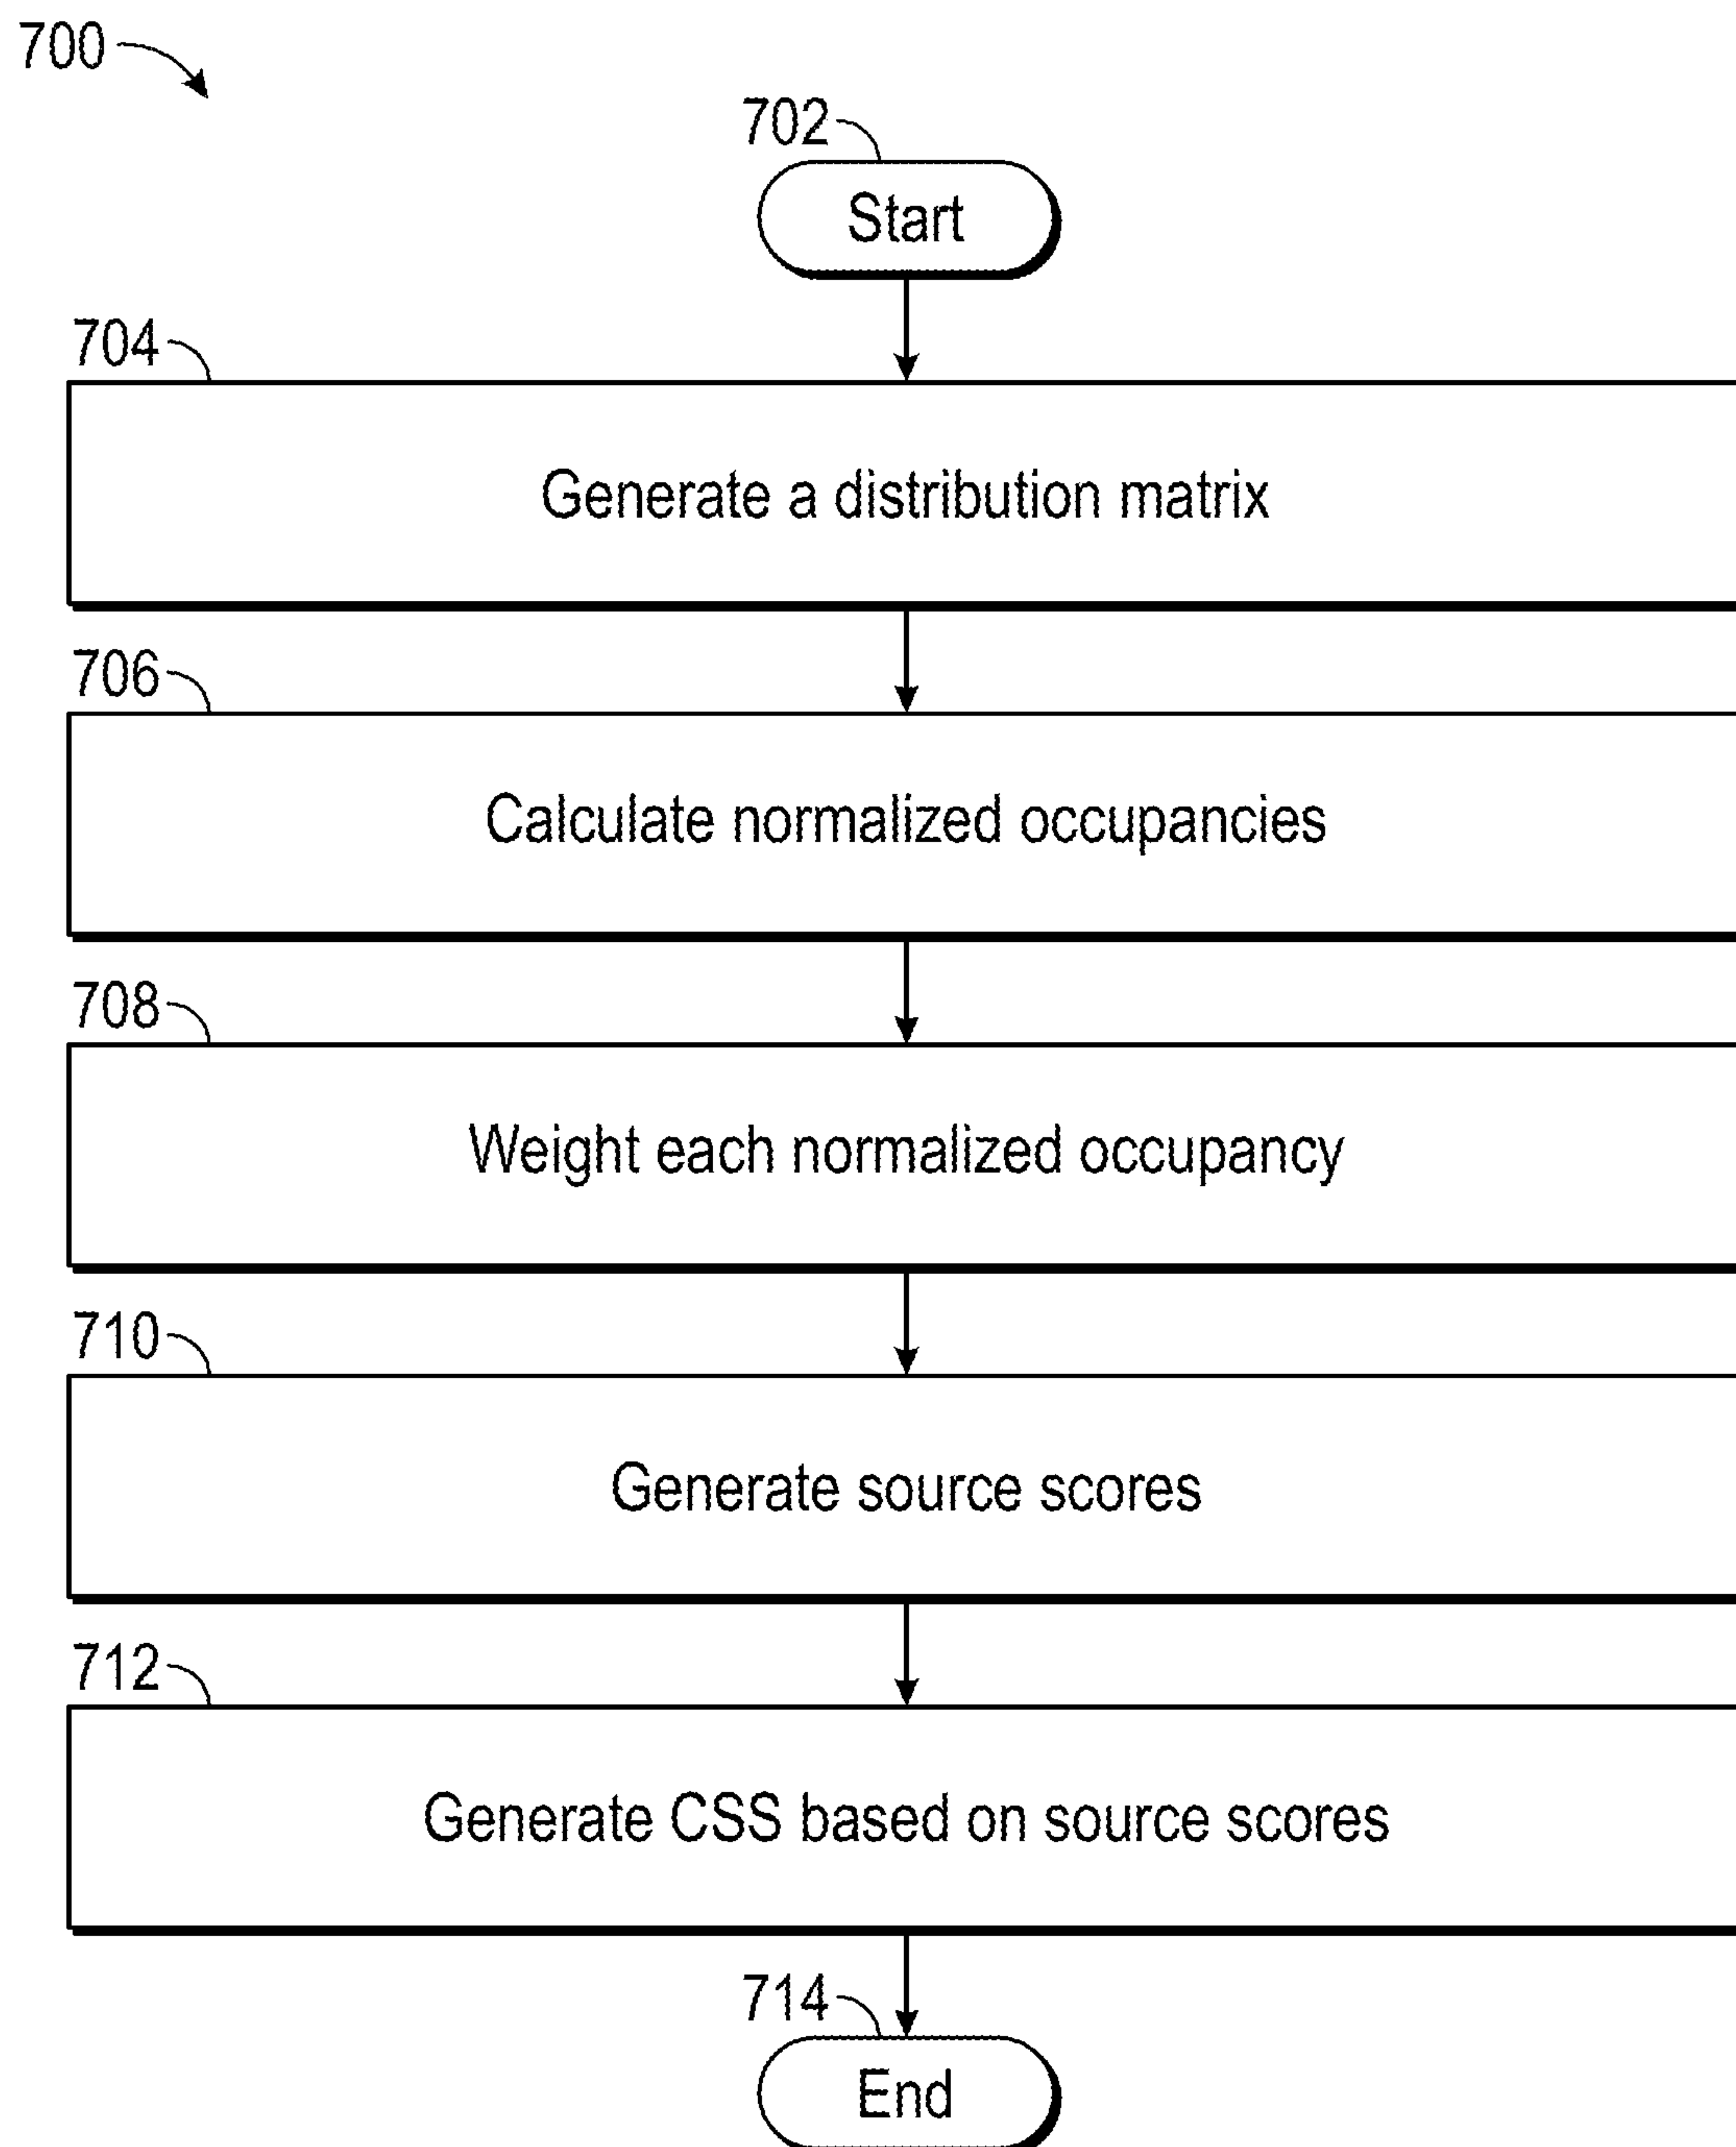 700
702
Start
704
Generate a distribution matrix
706
Calculate normalized occupancies
708
Weight each normalized occupancy
710
Generate source scores
712
Generate CSS based on source scores
714
End